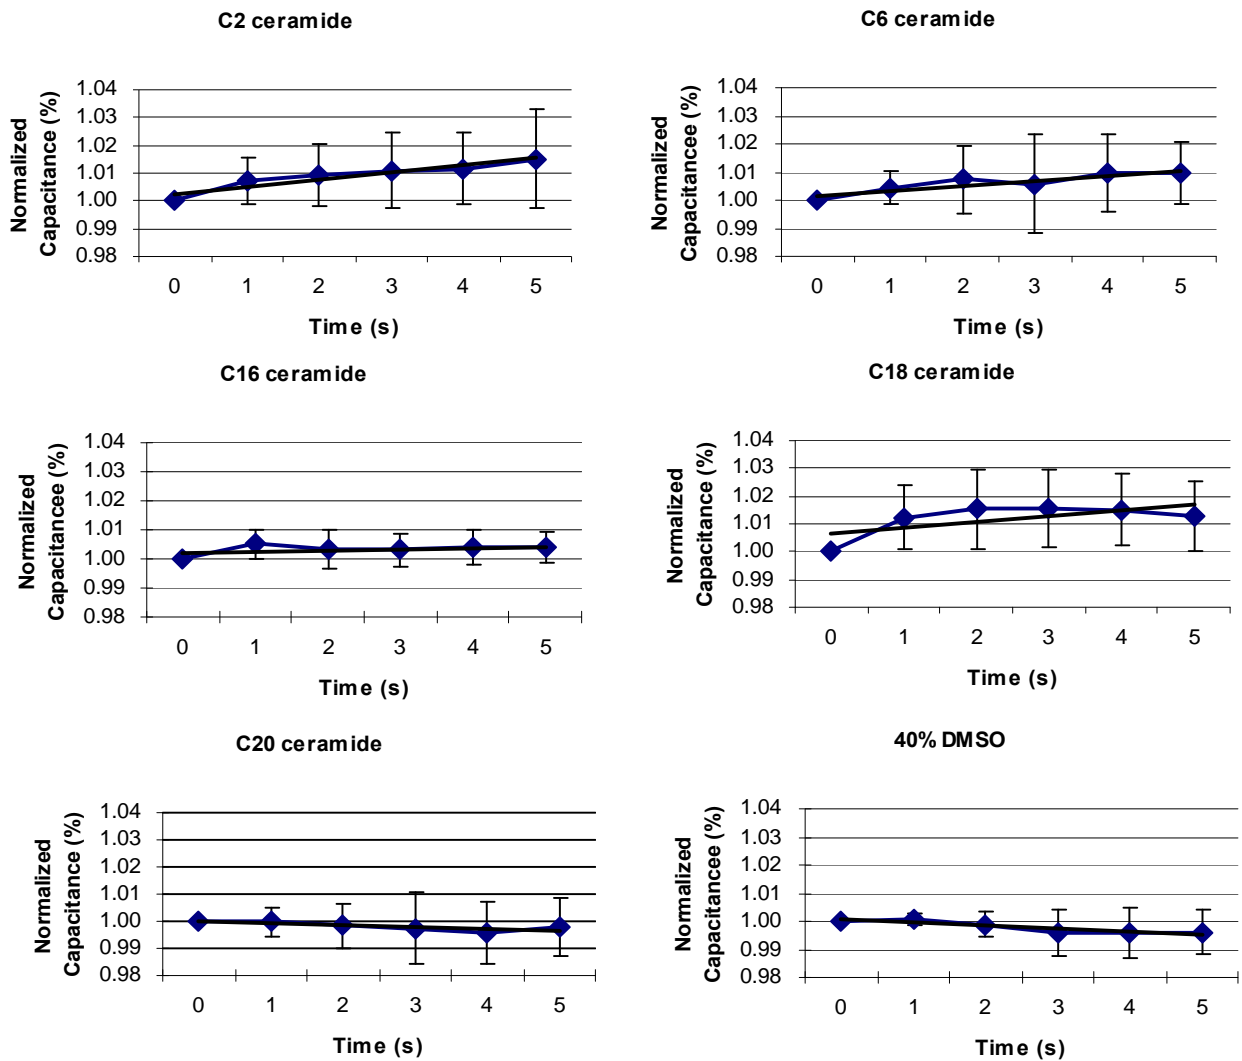 C2 ceramide
Normalized
Capacitance (%)
1.04
1.03
1.02
1.01
1.00
0.99
0.98
0 1 2 3 4 5
Time (s)
C6 ceramide
Normalized
Capacitancee (%)
1.04
1.03
1.02
1.01
1.00
0.99
0.98
0 1 2 3 4 5
Time (s)
C16 ceramide
Normalized
Capacitancee (%)
1.04
1.03
1.02
1.01
1.00
0.99
0.98
0 1 2 3 4 5
Time (s)
C18 ceramide
Normalized
Capacitance (%)
1.04
1.03
1.02
1.01
1.00
0.99
0.98
0 1 2 3 4 5
Time (s)
C20 ceramide
Normalized
Capacitance (%)
1.04
1.03
1.02
1.01
1.00
0.99
0.98
0 1 2 3 4 5
Time (s)
40% DMSO
Normalized
Capacitancee (%)
1.04
1.03
1.02
1.01
1.00
0.99
0.98
0 1 2 3 4 5
Time (s)